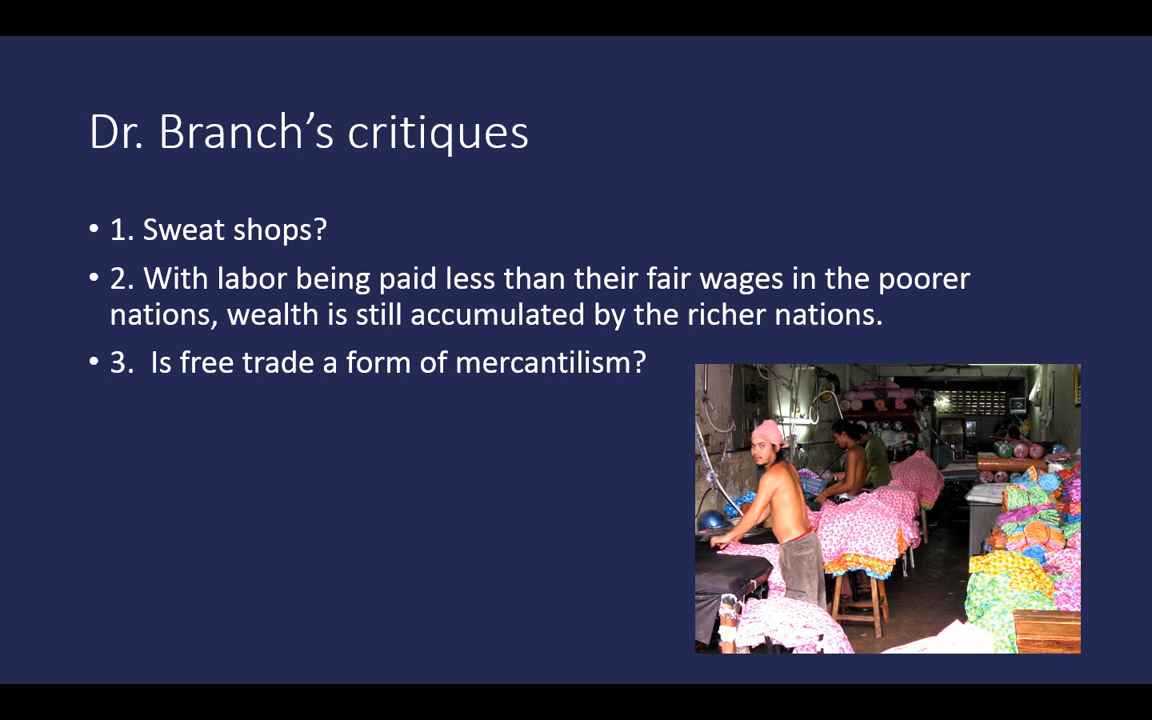 Dr. Branch’s critiques
• 1. Sweat shops?
• 2. With labor being paid less than their fair wages in the poorer
nations, wealth is still accumulated by the richer nations.
• 3.  Is free trade a form of mercantilism?